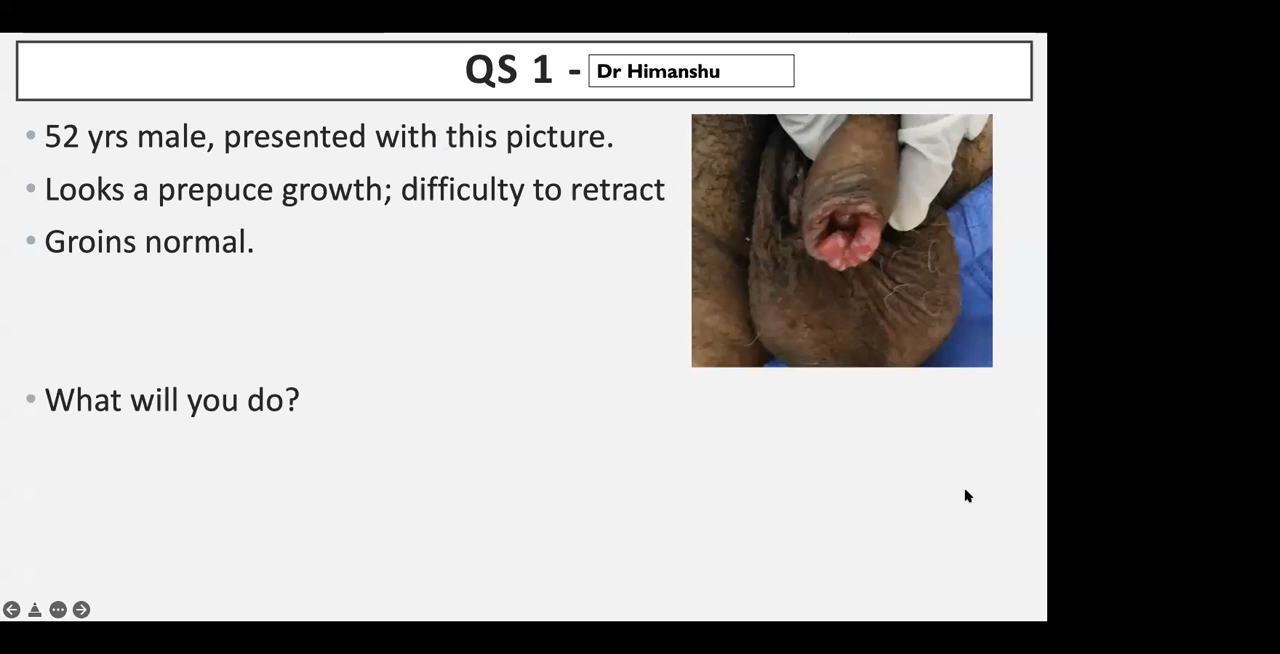 QS 1 - Dr Himanshu
• 52 yrs male, presented with this picture.
• Looks a prepuce growth; difficulty to retract
• Groins normal.
• What will you do?